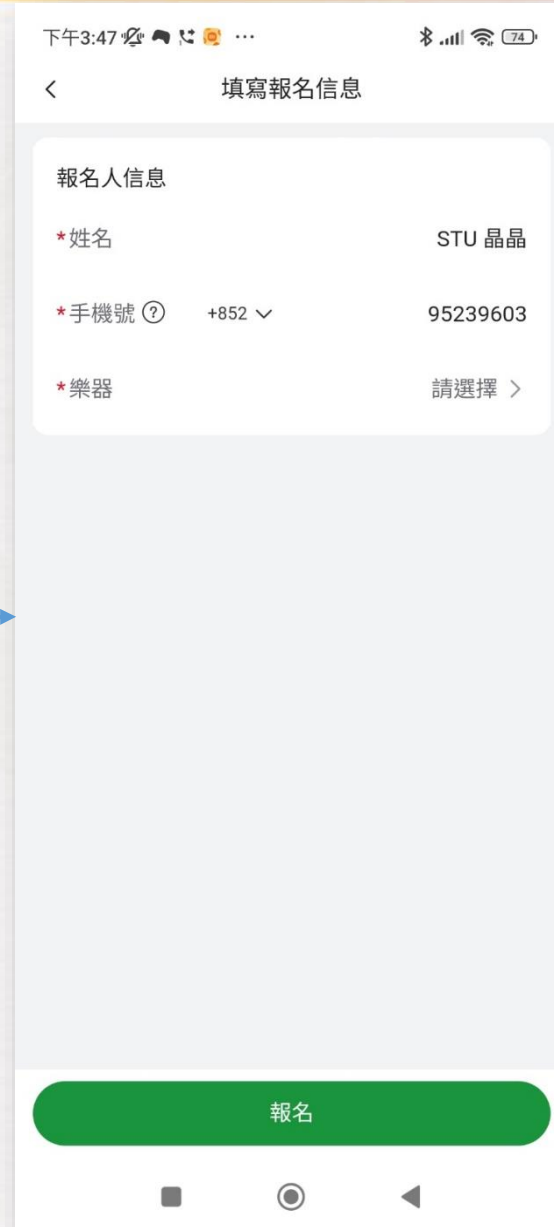 下午3:47 74
填寫報名信息
報名人信息
*姓名 STU 晶晶
*手機號 ? +852 95239603
*樂器 請選擇
報名